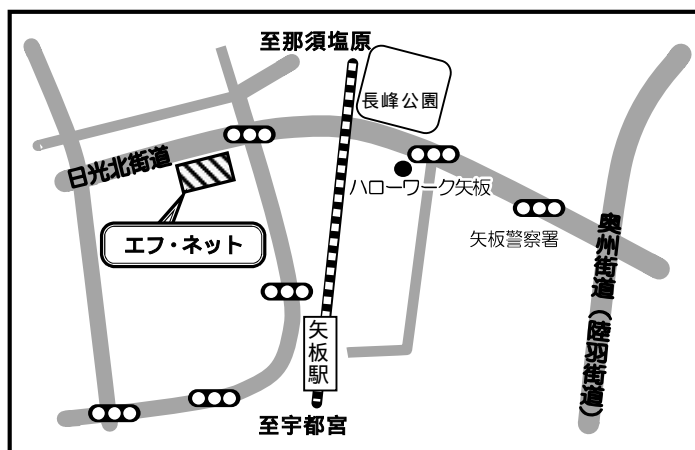 至那須塩原
長峰公園
日光北街道
ハローワーク矢板
エフ・ネット
矢板警察署
奥州街道（陸羽街道）
矢板駅
至宇都宮